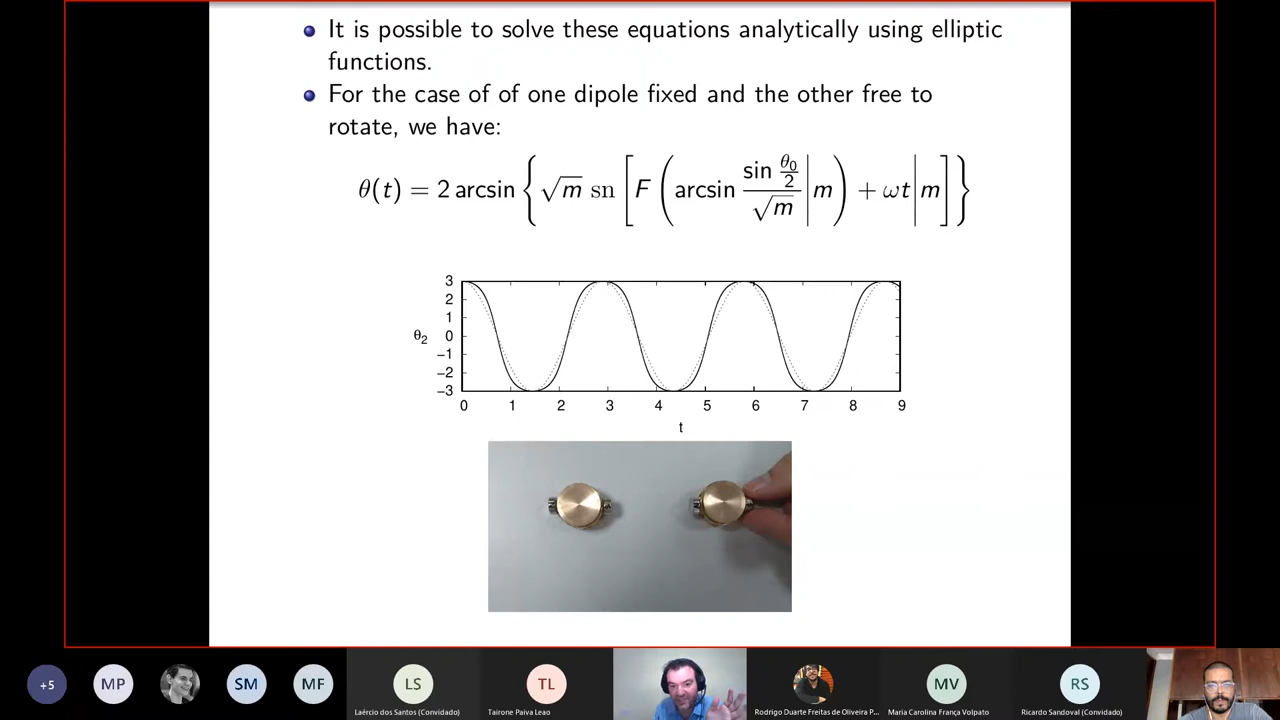 It is possible to solve these equations analytically using elliptic
functions.
For the case of of one dipole fixed and the other free to
rotate, we have:
θ(t) = 2 arcsin { √m sn [ F ( arcsin (sin θ₀/2)/√m | m ) + ωt | m ] }
3
2
1
0
−1
−2
−3
θ₂
0 1 2 3 4 5 6 7 8 9
t
+5 MP SM MF LS TL MV RS
Laércio dos Santos (Convidado) Tairone Paiva Leao Rodrigo Duarte Freitas de Oliveira P... Maria Carolina França Volpato Ricardo Sandoval (Convidado)